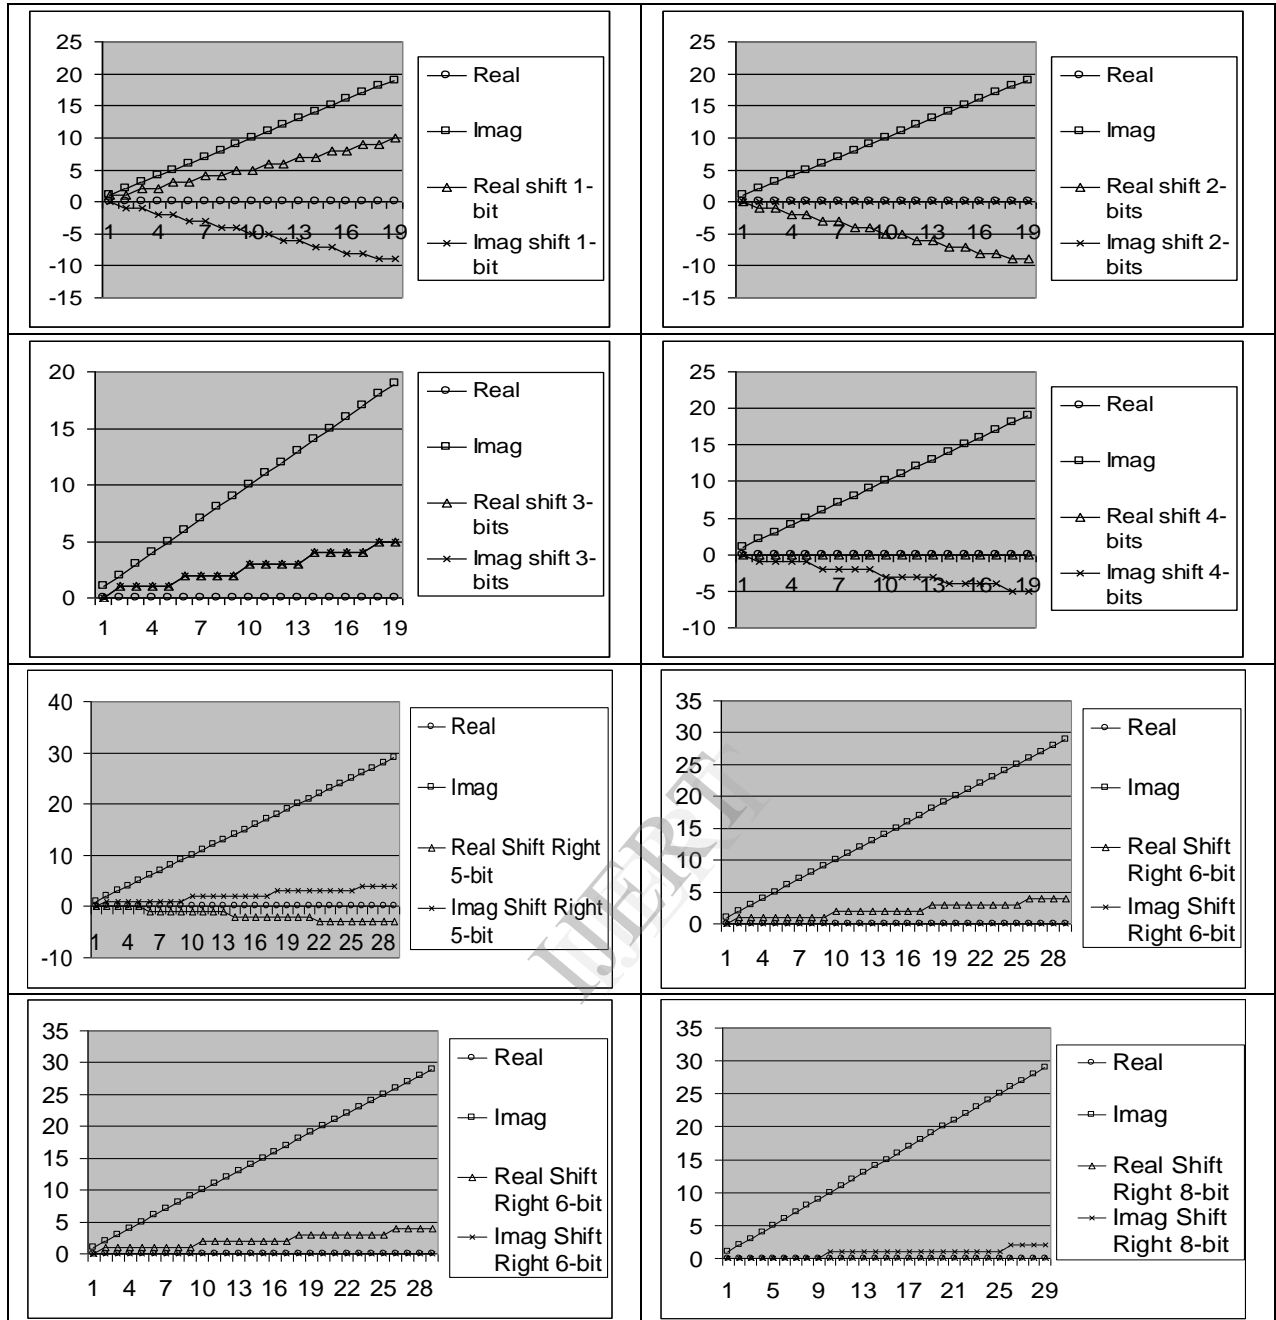 25
20
15
10
5
0
-5
-10
-15
1 4 7 10 13 16 19
Real
Imag
Real shift 1-
bit
Imag shift 1-
bit
25
20
15
10
5
0
-5
-10
-15
1 4 7 10 13 16 19
Real
Imag
Real shift 2-
bits
Imag shift 2-
bits
20
15
10
5
0
1 4 7 10 13 16 19
Real
Imag
Real shift 3-
bits
Imag shift 3-
bits
25
20
15
10
5
0
-5
-10
1 4 7 10 13 16 19
Real
Imag
Real shift 4-
bits
Imag shift 4-
bits
40
30
20
10
0
-10
1 4 7 10 13 16 19 22 25 28
Real
Imag
Real Shift Right
5-bit
Imag Shift Right
5-bit
35
30
25
20
15
10
5
0
1 4 7 10 13 16 19 22 25 28
Real
Imag
Real Shift
Right 6-bit
Imag Shift
Right 6-bit
IJERT
35
30
25
20
15
10
5
0
1 4 7 10 13 16 19 22 25 28
Real
Imag
Real Shift
Right 6-bit
Imag Shift
Right 6-bit
35
30
25
20
15
10
5
0
1 5 9 13 17 21 25 29
Real
Imag
Real Shift
Right 8-bit
Imag Shift
Right 8-bit